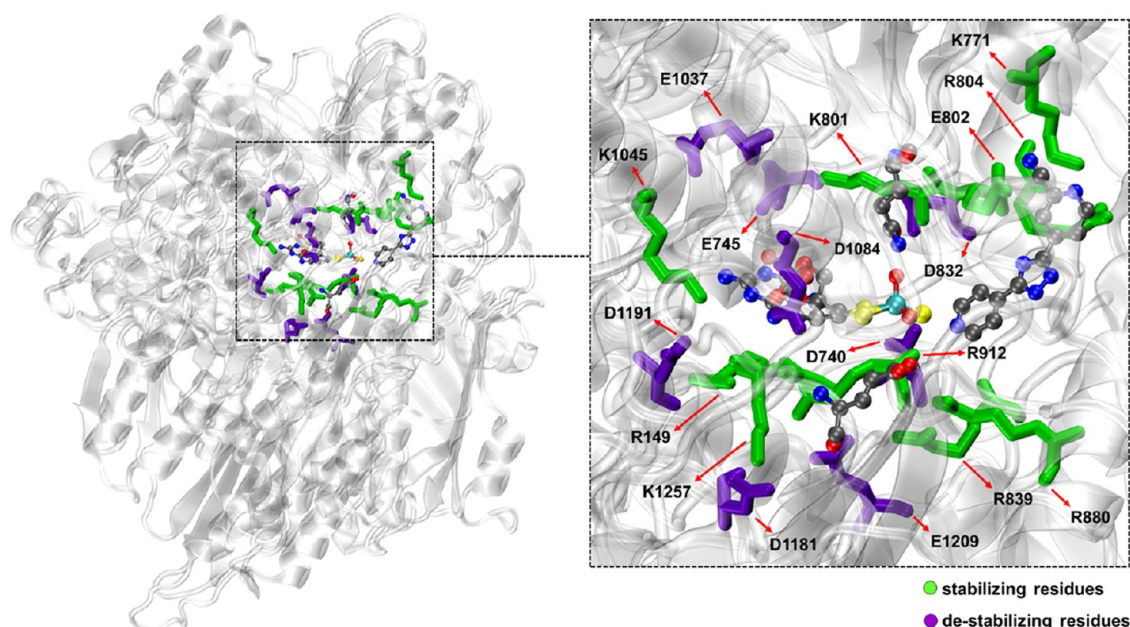 K771
R804
E1037
K801
E802
K1045
E745
D1084
D832
D1191
D740
R912
R149
K1257
R839
R880
D1181
E1209
stabilizing residues
de-stabilizing residues